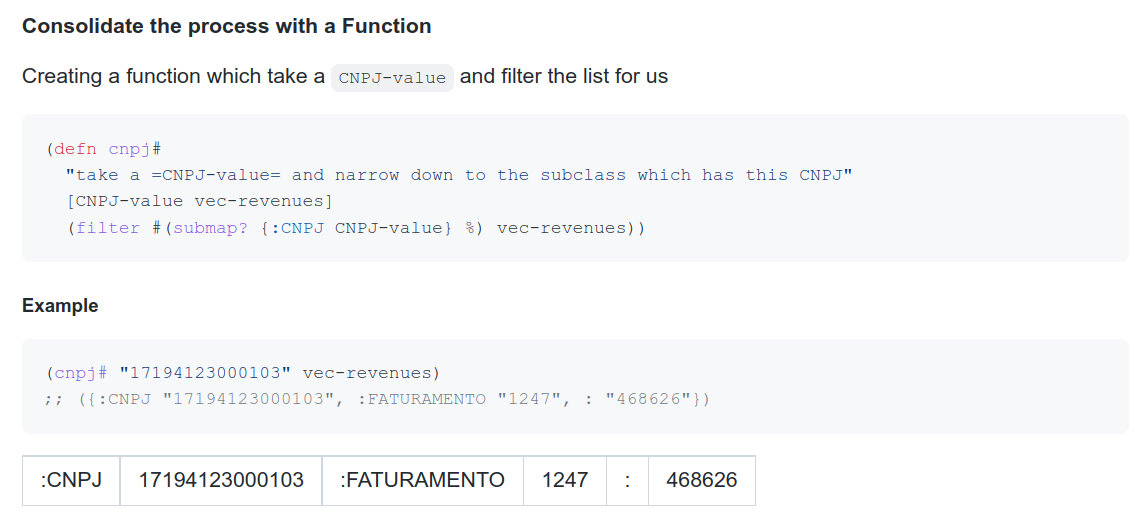 Consolidate the process with a Function
Creating a function which take a CNPJ-value and filter the list for us
(defn cnpj#
  "take a =CNPJ-value= and narrow down to the subclass which has this CNPJ"
  [CNPJ-value vec-revenues]
  (filter #(submap? {:CNPJ CNPJ-value} %) vec-revenues))
Example
(cnpj# "17194123000103" vec-revenues)
;; ({:CNPJ "17194123000103", :FATURAMENTO "1247", : "468626"})
:CNPJ 17194123000103 :FATURAMENTO 1247 : 468626